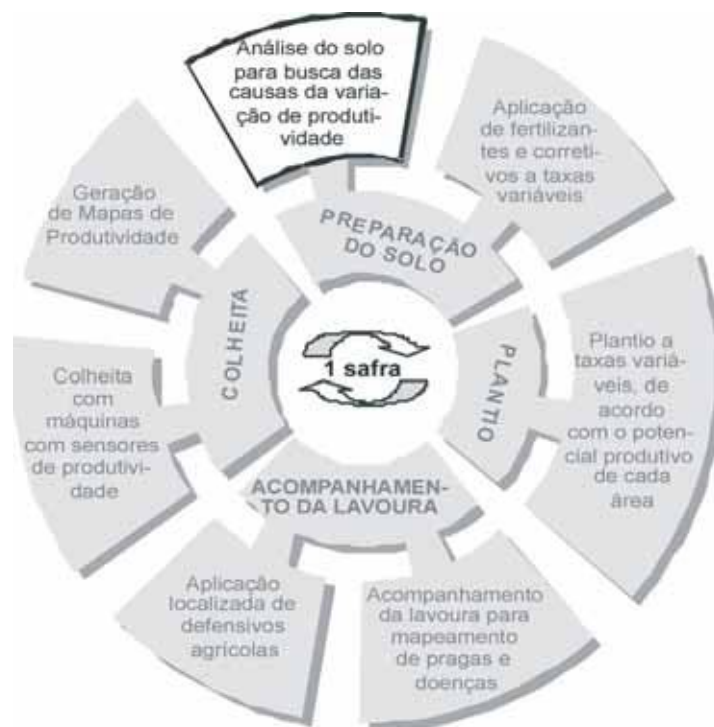 Análise do solo
para busca das
causas da varia-
ção de produti-
vidade
Aplicação
de fertilizan-
tes e correti-
vos a taxas
variáveis
Geração
de Mapas de
Produtividade
PREPARAÇÃO
DO SOLO
COLHEITA
1 safra
PLANTIO
Plantio a
taxas variá-
veis, de
acordo
com o poten-
cial produtivo
de cada
área
Colheita
com
máquinas
com sensores
de produtivi-
dade
ACOMPANHAMEN-
TO DA LAVOURA
Aplicação
localizada de
defensivos
agrícolas
Acompanhamento
da lavoura para
mapeamento
de pragas e
doenças